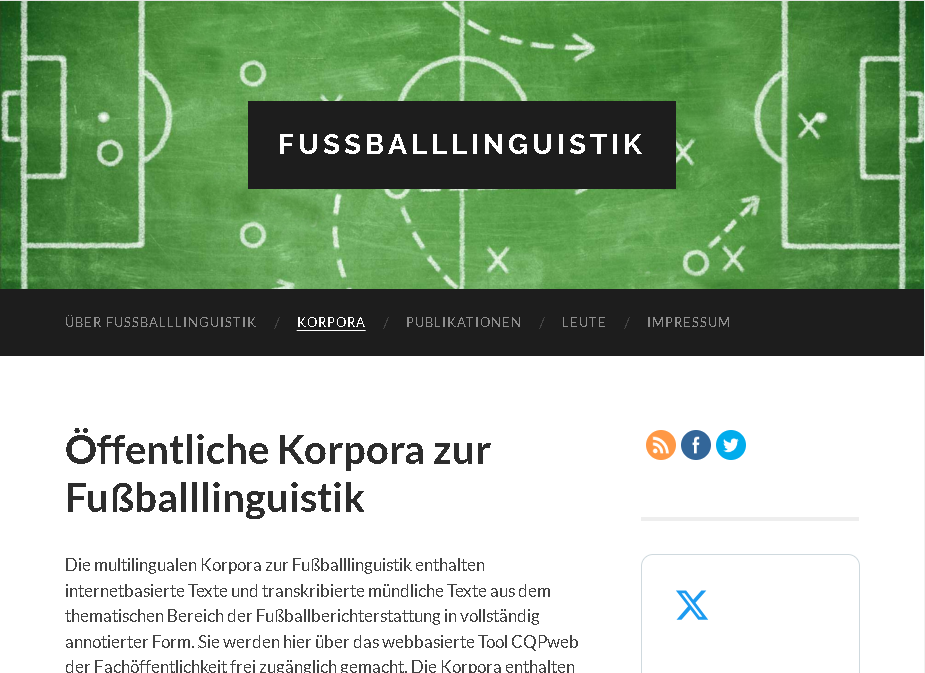 FUSSBALLLINGUISTIK
ÜBER FUSSBALLLINGUISTIK / KORPORA / PUBLIKATIONEN / LEUTE / IMPRESSUM
Öffentliche Korpora zur
Fußballlinguistik
Die multilingualen Korpora zur Fußballlinguistik enthalten
internetbasierte Texte und transkribierte mündliche Texte aus dem
thematischen Bereich der Fußballberichterstattung in vollständig
annotierter Form. Sie werden hier über das webbasierte Tool CQPweb
der Fachöffentlichkeit frei zugänglich gemacht. Die Korpora enthalten